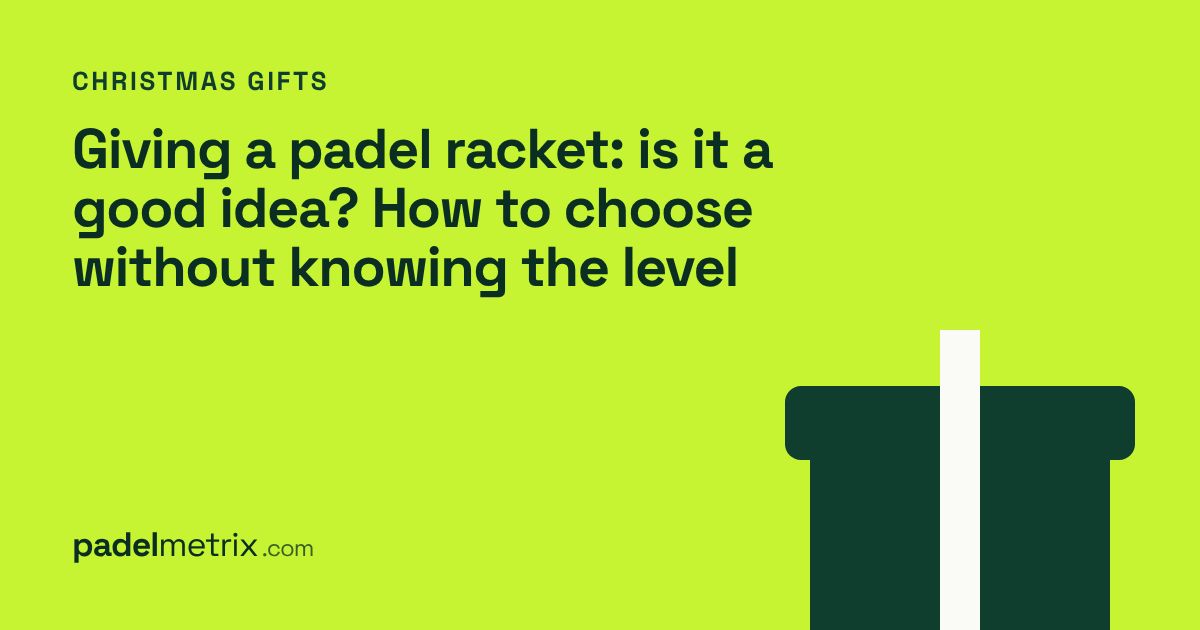 CHRISTMAS GIFTS
Giving a padel racket: is it a
good idea? How to choose
without knowing the level
padelmetrix.com